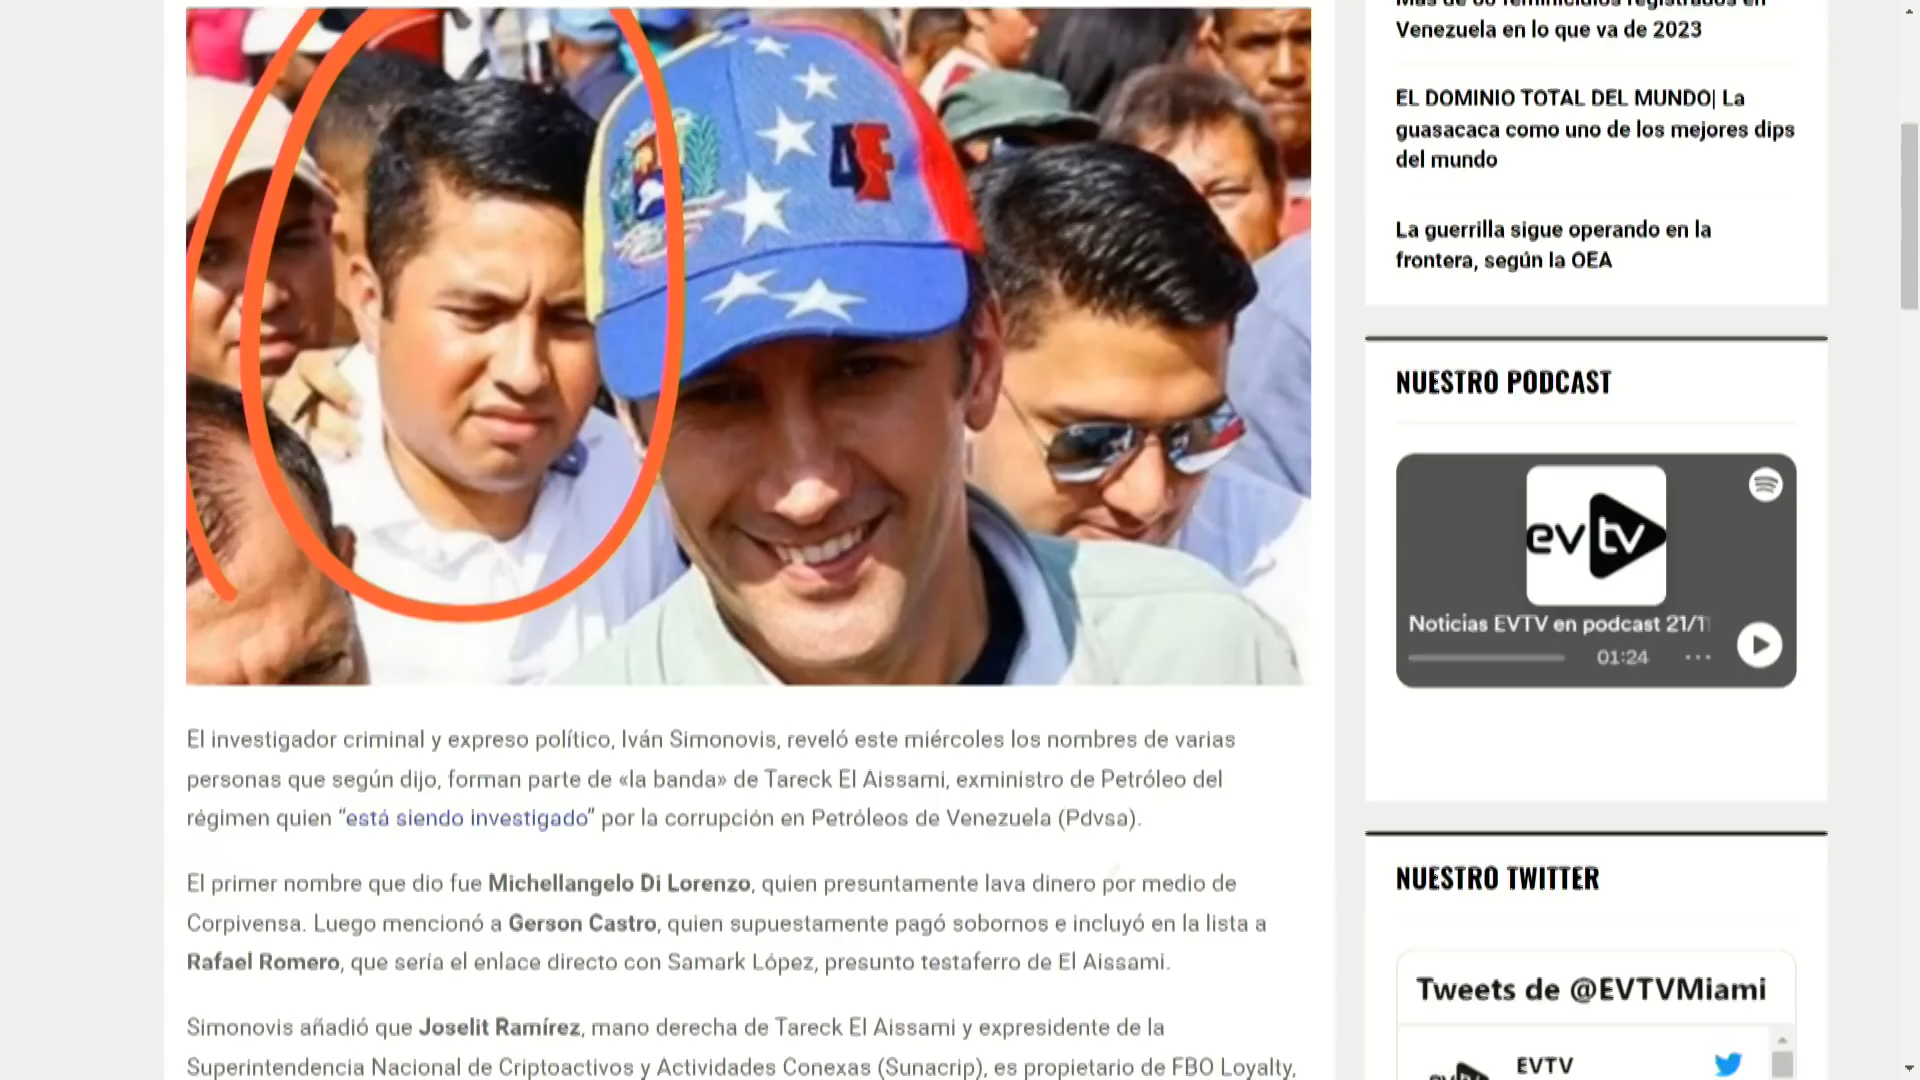 4F
El investigador criminal y expreso político, Iván Simonovis, reveló este miércoles los nombres de varias
personas que según dijo, forman parte de «la banda» de Tareck El Aissami, exministro de Petróleo del
régimen quien “está siendo investigado” por la corrupción en Petróleos de Venezuela (Pdvsa).
El primer nombre que dio fue Michellangelo Di Lorenzo, quien presuntamente lava dinero por medio de
Corpivensa. Luego mencionó a Gerson Castro, quien supuestamente pagó sobornos e incluyó en la lista a
Rafael Romero, que sería el enlace directo con Samark López, presunto testaferro de El Aissami.
Simonovis añadió que Joselit Ramírez, mano derecha de Tareck El Aissami y expresidente de la
Superintendencia Nacional de Criptoactivos y Actividades Conexas (Sunacrip), es propietario de FBO Loyalty,
Más de 60 feminicidios registrados en
Venezuela en lo que va de 2023
EL DOMINIO TOTAL DEL MUNDO| La
guasacaca como uno de los mejores dips
del mundo
La guerrilla sigue operando en la
frontera, según la OEA
NUESTRO PODCAST
evtv
Noticias EVTV en podcast 21/1
01:24
NUESTRO TWITTER
Tweets de @EVTVMiami
EVTV